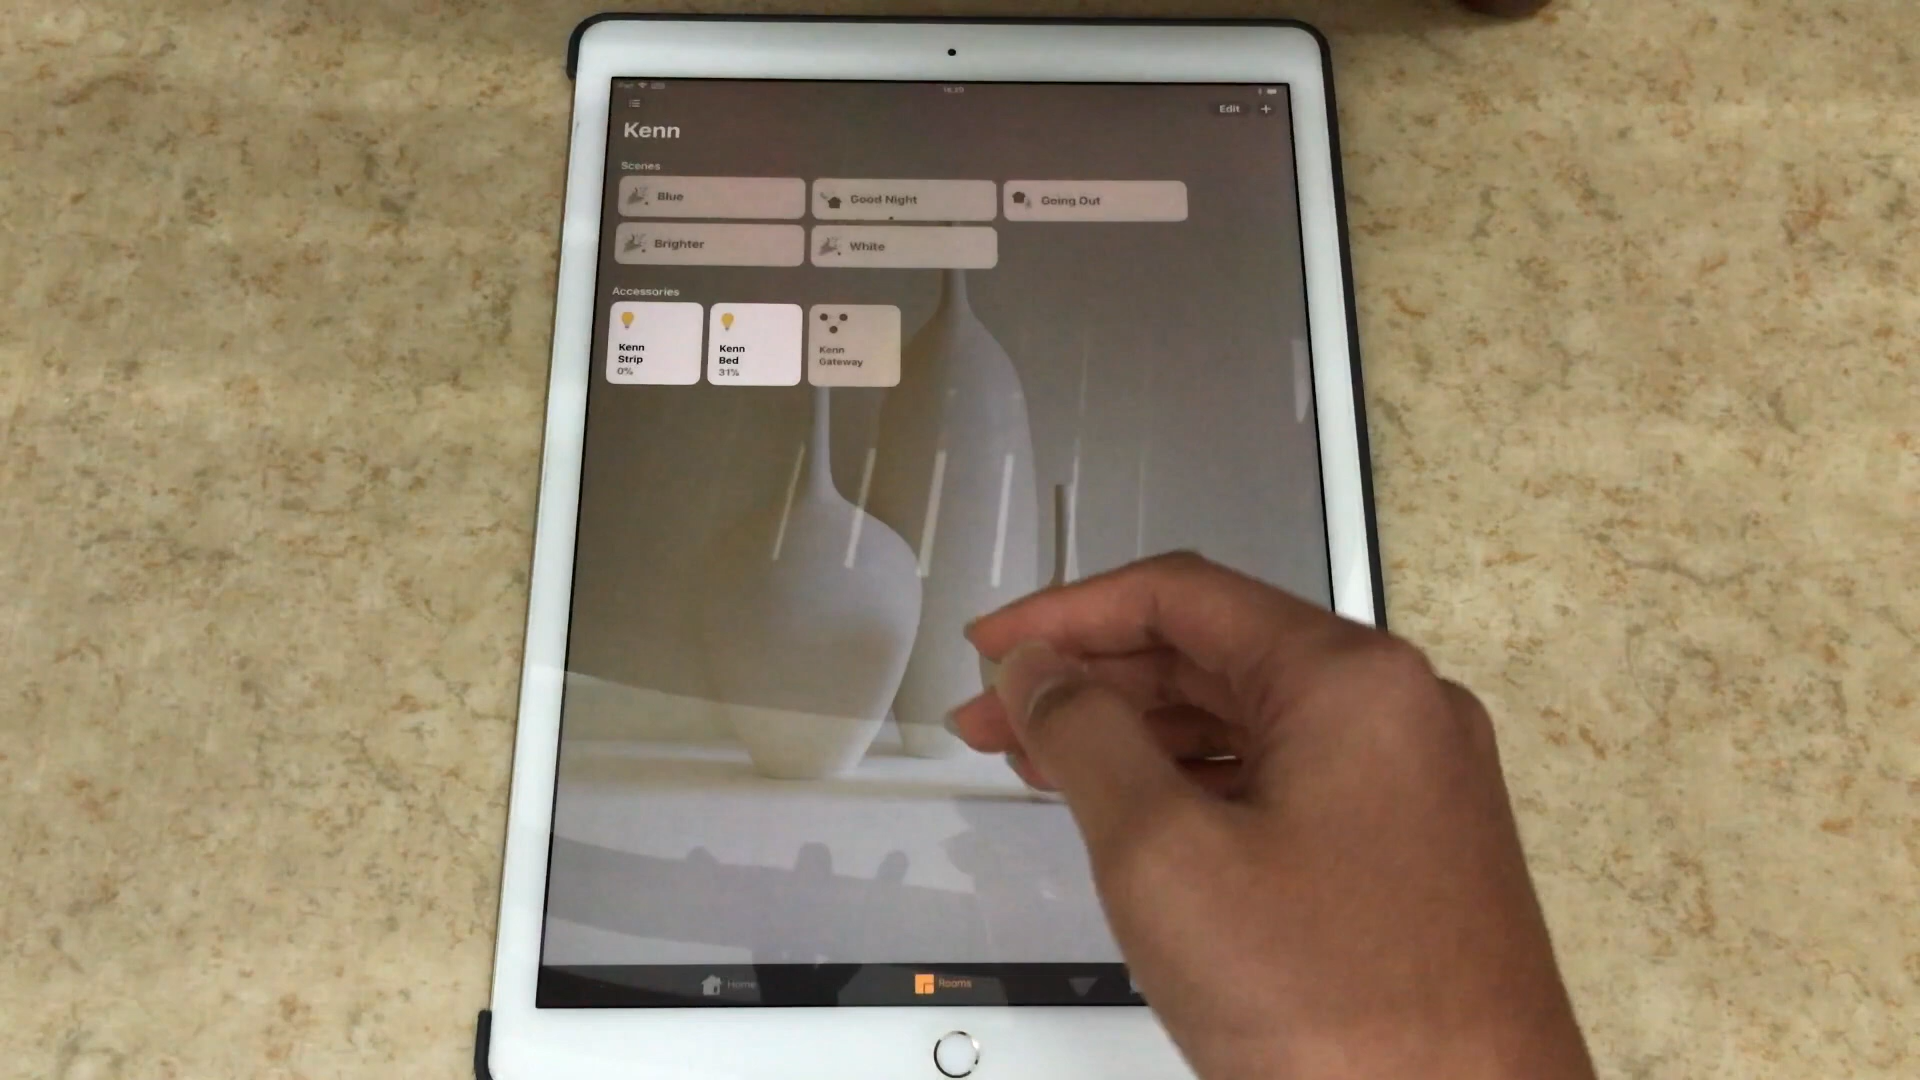 Edit +
Kenn
Scenes
Blue
Good Night
Going Out
Brighter
White
Accessories
Kenn
Strip
0%
Kenn
Bed
31%
Kenn
Gateway
Home
Rooms